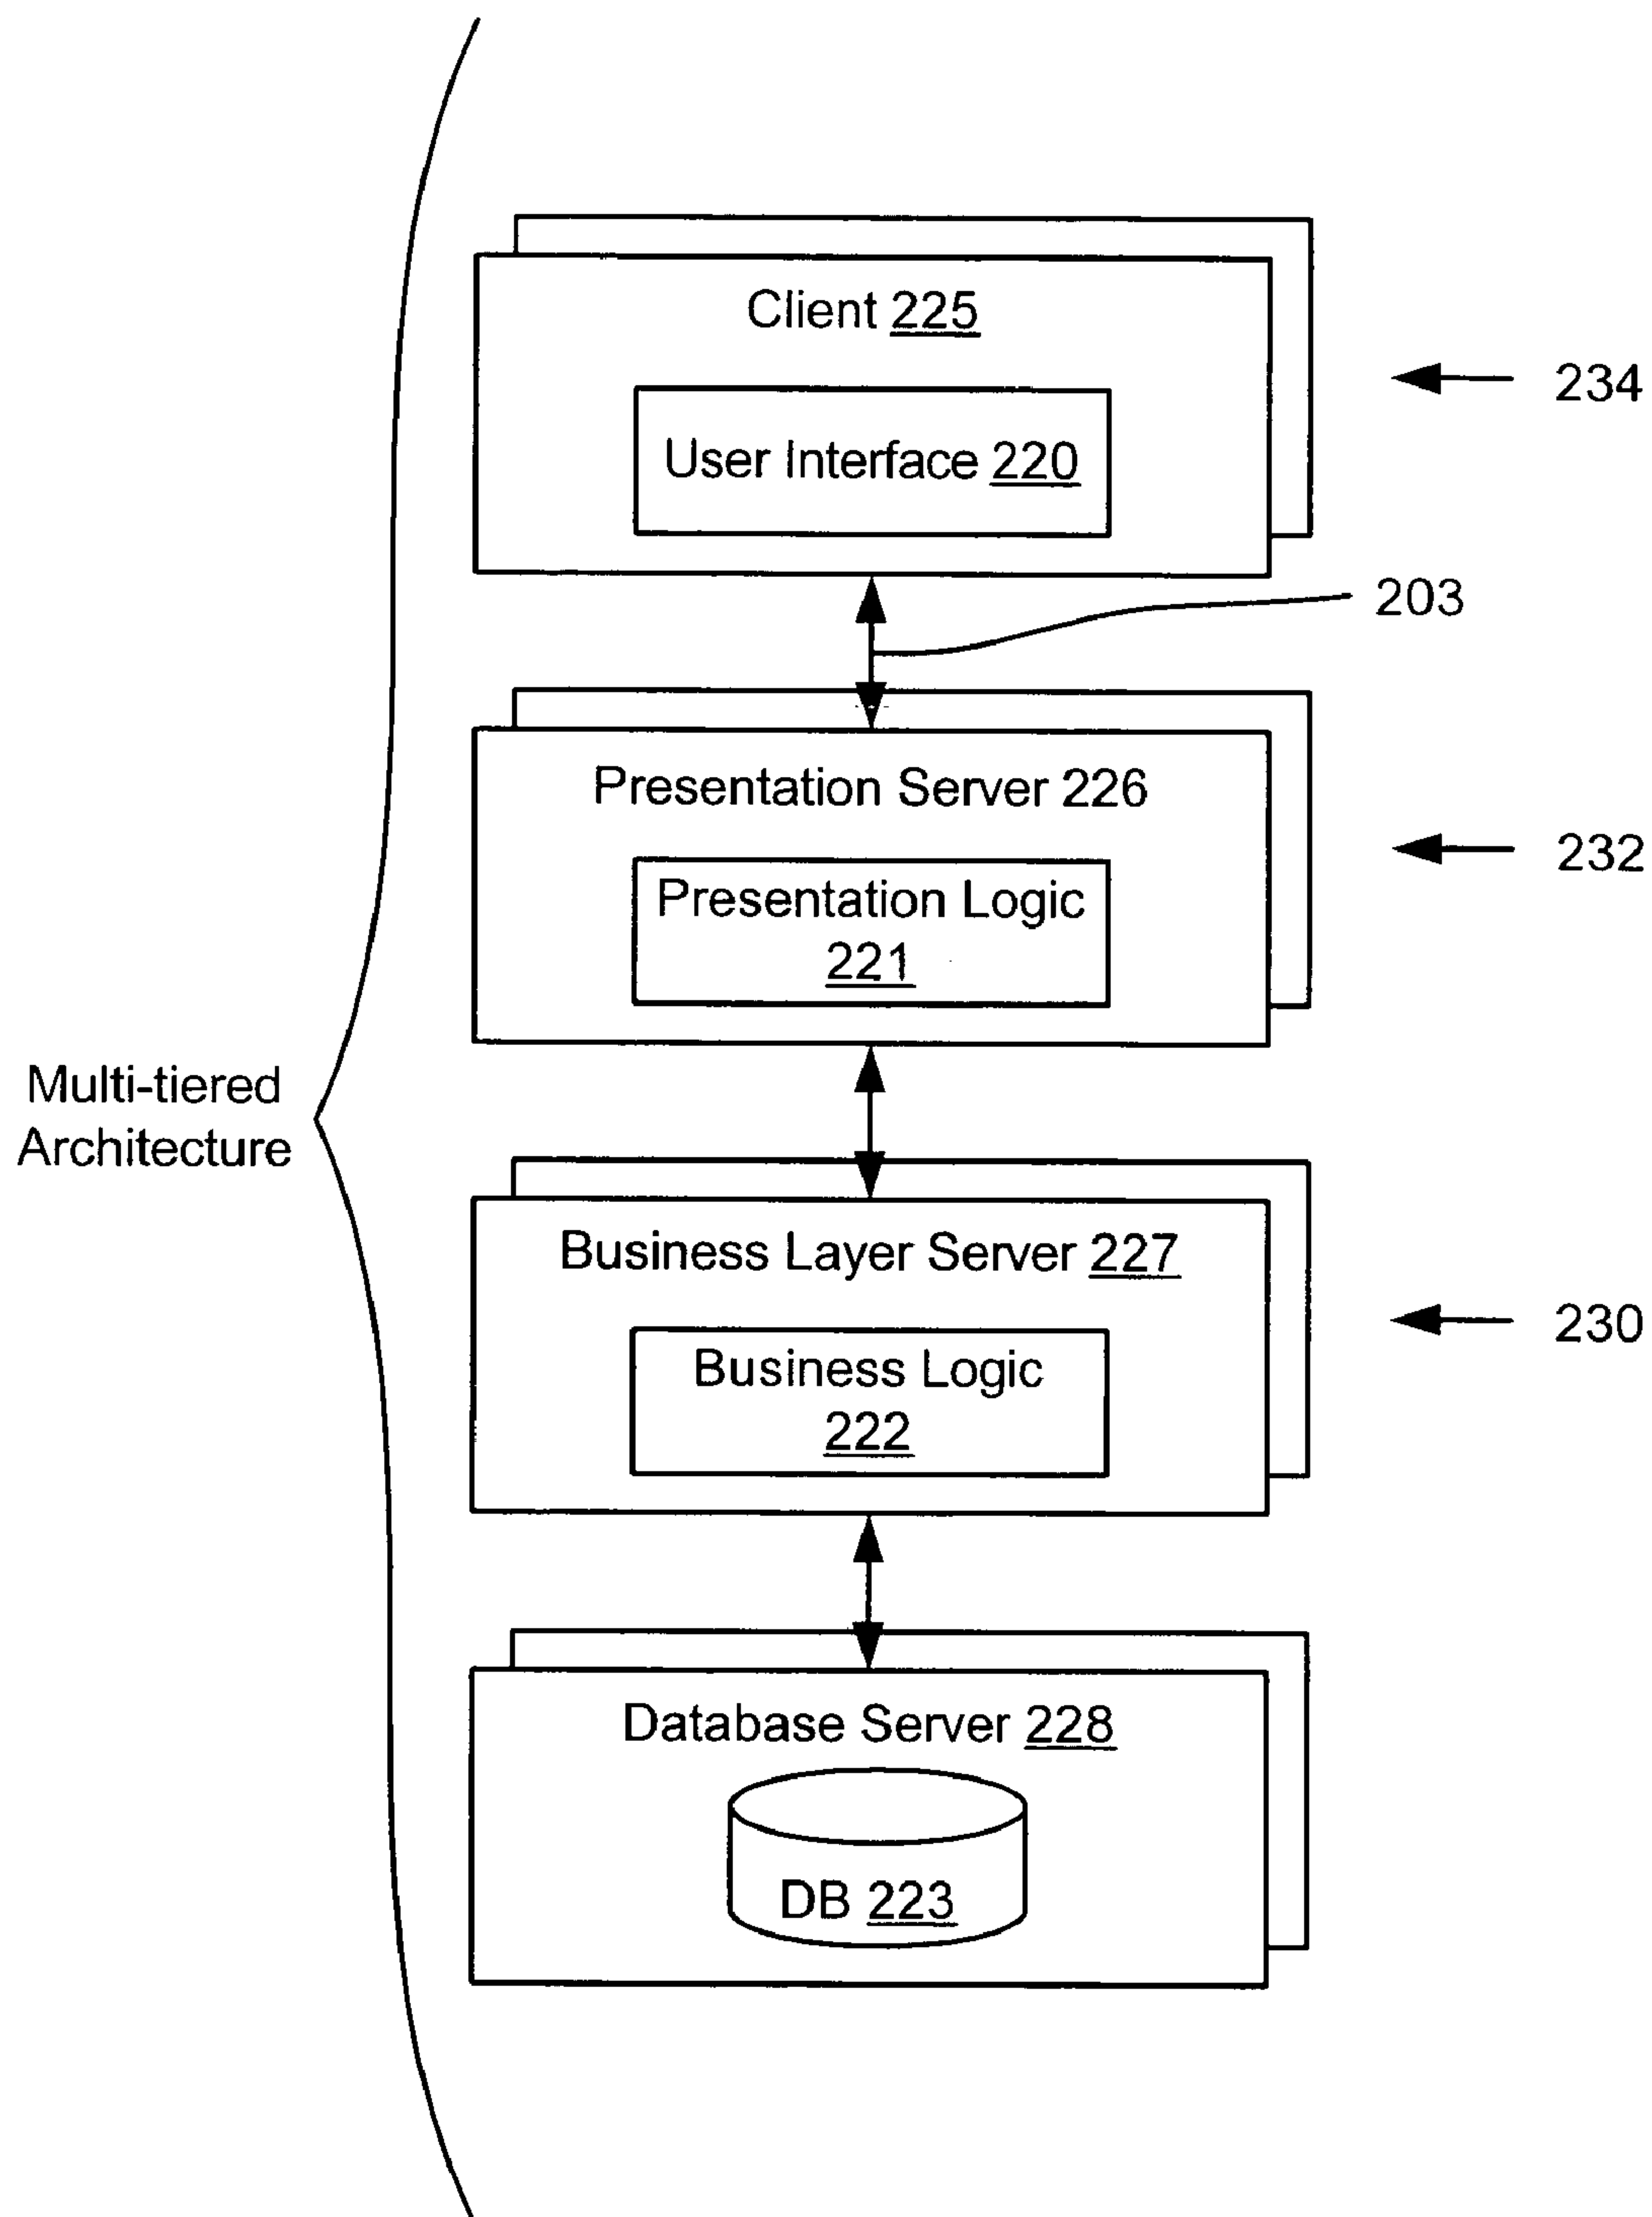 Client 225
234
User Interface 220
203
Presentation Server 226
232
Presentation Logic
221
Multi-tiered
Architecture
Business Layer Server 227
230
Business Logic
222
Database Server 228
DB 223